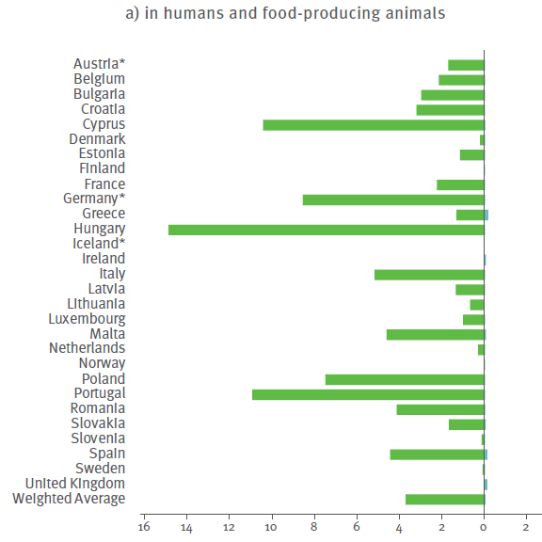 a) in humans and food-producing animals
Austria*
Belgium
Bulgaria
Croatia
Cyprus
Denmark
Estonia
Finland
France
Germany*
Greece
Hungary
Iceland*
Ireland
Italy
Latvia
Lithuania
Luxembourg
Malta
Netherlands
Norway
Poland
Portugal
Romania
Slovakia
Slovenia
Spain
Sweden
United Kingdom
Weighted Average
16 14 12 10 8 6 4 2 0 2